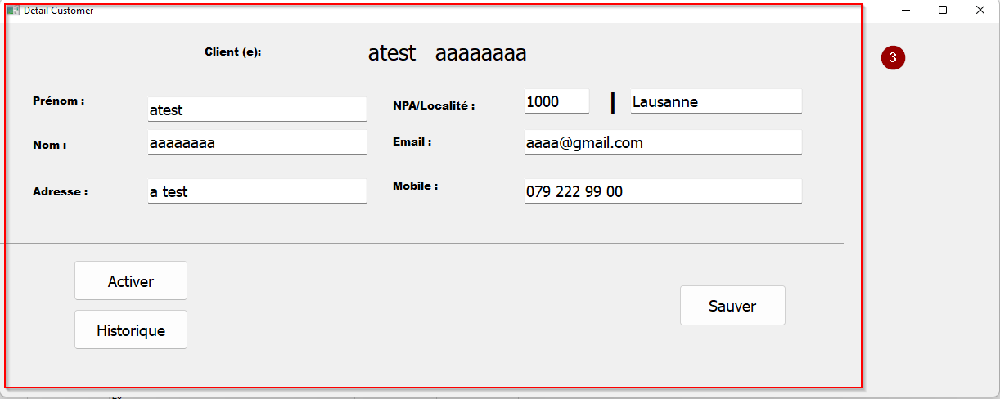 Detail Customer
Client (e): atest aaaaaaaa
3
Prénom : atest
NPA/Localité : 1000 | Lausanne
Nom : aaaaaaaa
Email : aaaa@gmail.com
Adresse : a test
Mobile : 079 222 99 00
Activer
Sauver
Historique